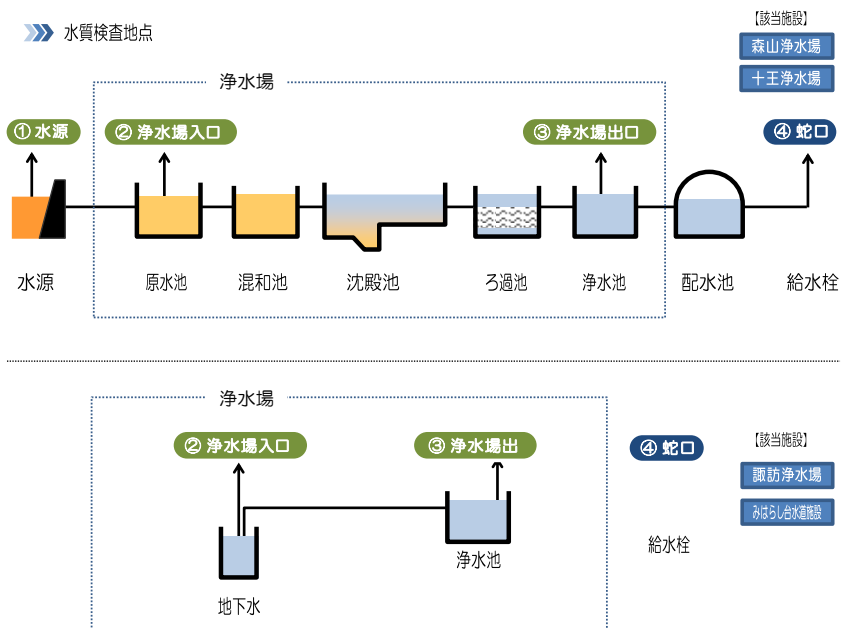 水質検査地点
【該当施設】
森山浄水場
十王浄水場
浄水場
① 水源
② 浄水場入口
③ 浄水場出口
④ 蛇口
水源
原水池
混和池
沈殿池
ろ過池
浄水池
配水池
給水栓
浄水場
② 浄水場入口
③ 浄水場出
④ 蛇口
【該当施設】
諏訪浄水場
みはらし台水道施設
給水栓
浄水池
地下水